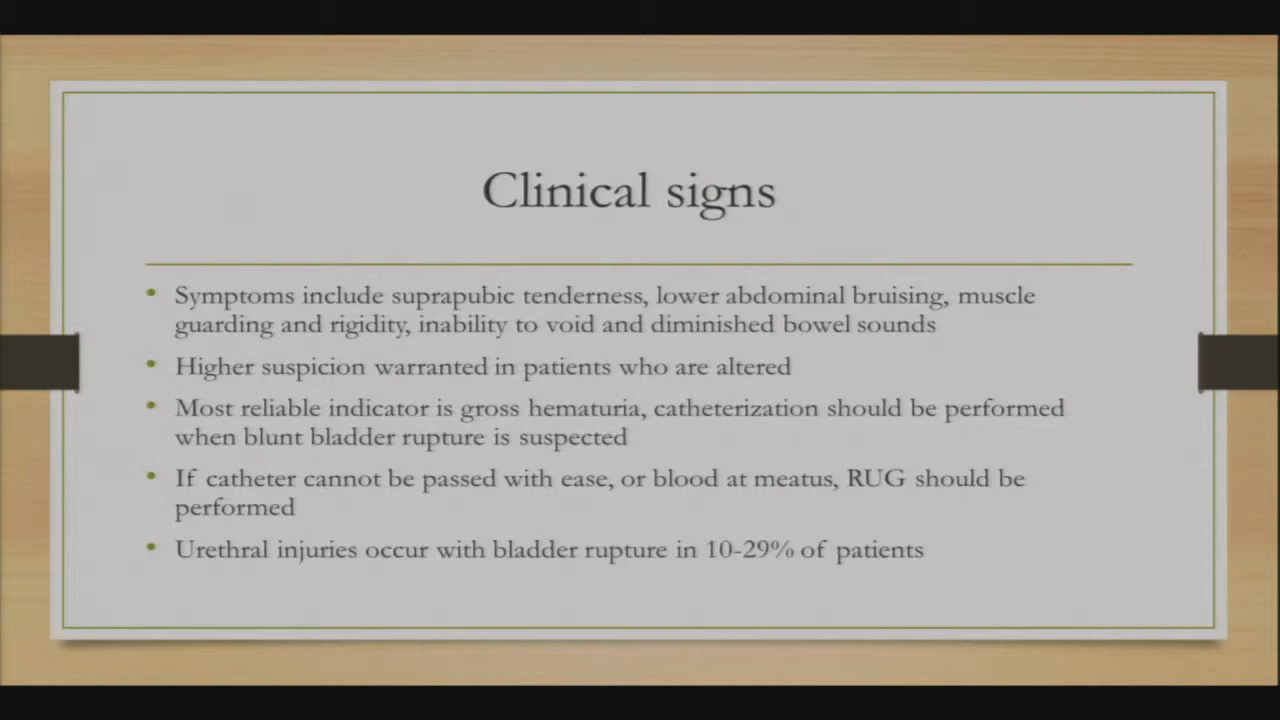 Clinical signs
• Symptoms include suprapubic tenderness, lower abdominal bruising, muscle
guarding and rigidity, inability to void and diminished bowel sounds
• Higher suspicion warranted in patients who are altered
• Most reliable indicator is gross hematuria, catheterization should be performed
when blunt bladder rupture is suspected
• If catheter cannot be passed with ease, or blood at meatus, RUG should be
performed
• Urethral injuries occur with bladder rupture in 10-29% of patients